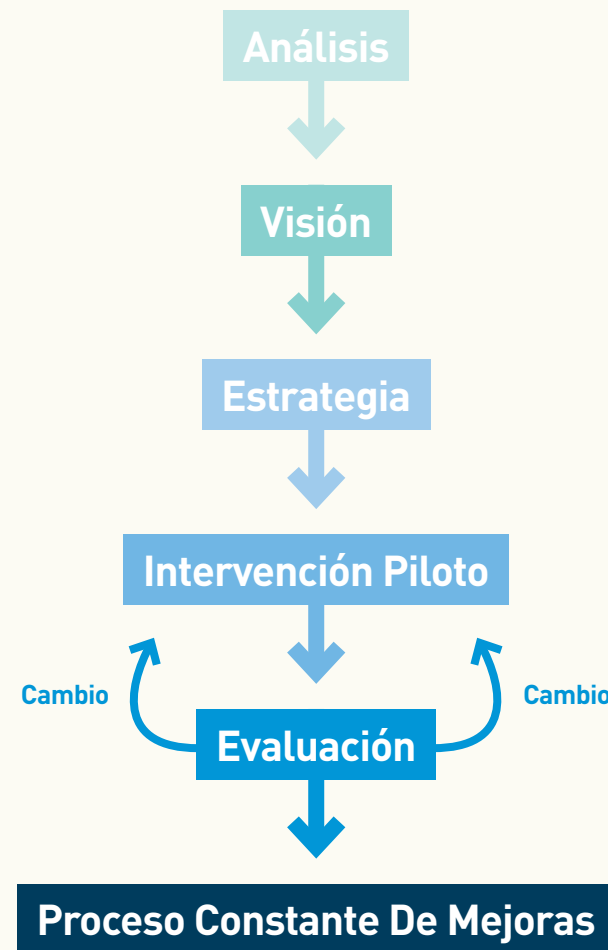 Análisis
Visión
Estrategia
Intervención Piloto
Cambio
Cambio
Evaluación
Proceso Constante De Mejoras